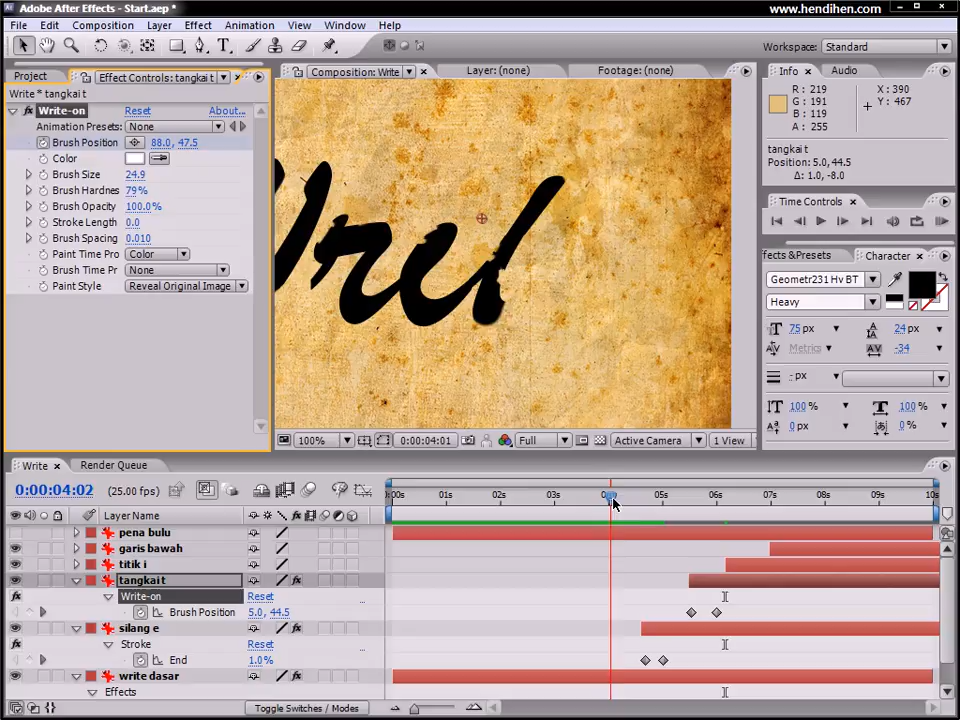 Adobe After Effects - Start.aep *
www.hendihen.com
File Edit Composition Layer Effect Animation View Window Help
Workspace: Standard
Project
Effect Controls: tangkai t
Composition: Write
Layer: (none)
Footage: (none)
Info
Audio
Write * tangkai t
Write-on Reset About...
Animation Presets: None
Brush Position 88.0, 47.5
Color
Brush Size 24.9
Brush Hardnes 79%
Brush Opacity 100.0%
Stroke Length 0.0
Brush Spacing 0.010
Paint Time Pro Color
Brush Time Pr None
Paint Style Reveal Original Image
R : 219
G : 191
B : 119
A : 255
X : 390
Y : 467
tangkai t
Position: 5.0, 44.5
Δ: 1.0, -8.0
Time Controls
ffects &Presets
Character
Geometr231 Hv BT
Heavy
75 px
24 px
Metrics
-34
- px
100 %
100 %
0 px
0 %
100%
0:00:04:01
Full
Active Camera
1 View
Write
Render Queue
0:00:04:02 (25.00 fps)
01s 02s 03s 05s 06s 07s 08s 09s 10s
Layer Name
pena bulu
garis bawah
titik i
tangkai t
Write-on Reset
Brush Position 5.0, 44.5
silang e
Stroke Reset
End 1.0%
write dasar
Effects
Toggle Switches / Modes